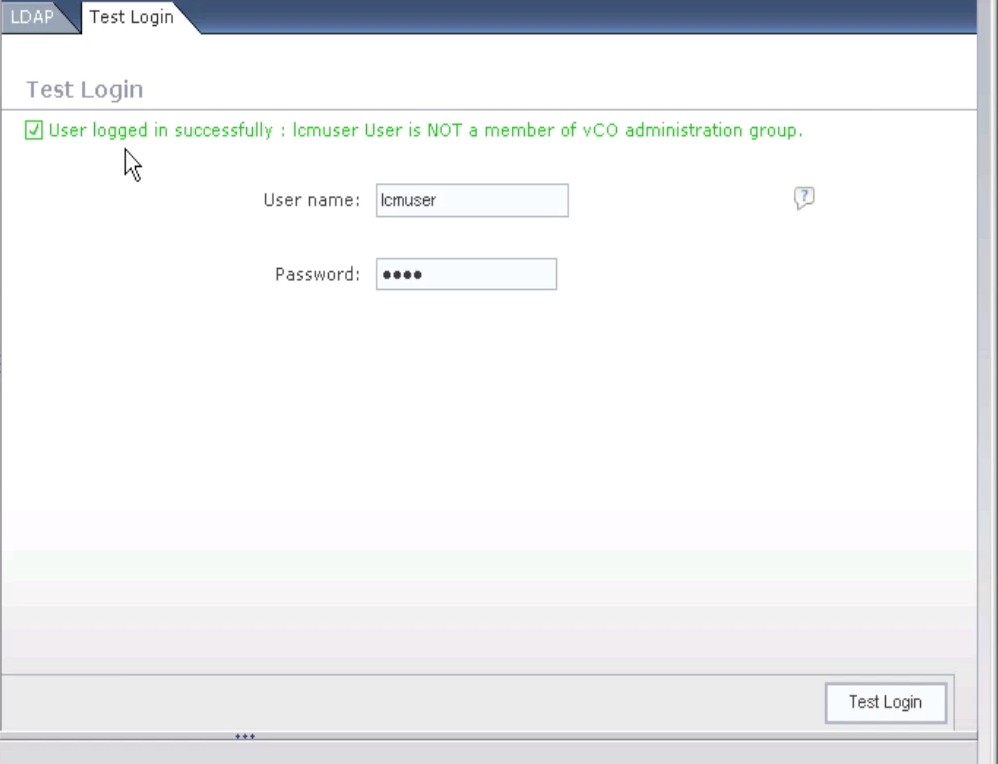 LDAP
Test Login
Test Login
User logged in successfully : lcmuser User is NOT a member of vCO administration group.
User name: lcmuser
?
Password: ●●●●
Test Login